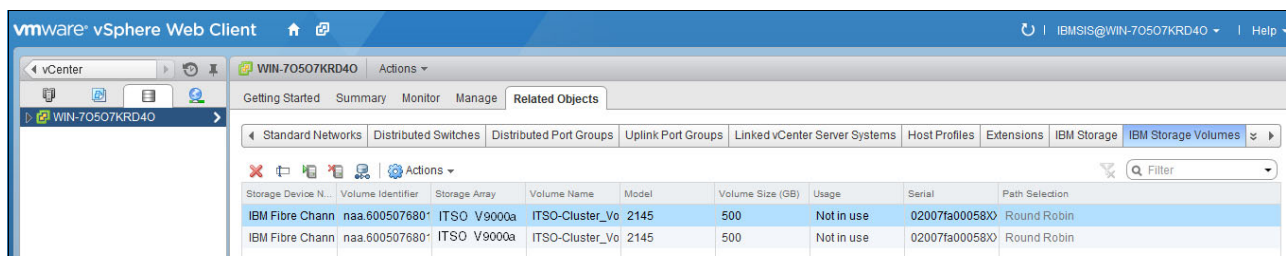 vmware® vSphere Web Client IBMSIS@WIN-7O5O7KRD4O Help
vCenter WIN-7O5O7KRD4O Actions
Getting Started Summary Monitor Manage Related Objects
WIN-7O5O7KRD4O
Standard Networks Distributed Switches Distributed Port Groups Uplink Port Groups Linked vCenter Server Systems Host Profiles Extensions IBM Storage IBM Storage Volumes
Actions Filter
Storage Device N... Volume Identifier Storage Array Volume Name Model Volume Size (GB) Usage Serial Path Selection
IBM Fibre Chann naa.6005076801 ITSO V9000a ITSO-Cluster_Vo 2145 500 Not in use 02007fa00058XX Round Robin
IBM Fibre Chann naa.6005076801 ITSO V9000a ITSO-Cluster_Vo 2145 500 Not in use 02007fa00058XX Round Robin